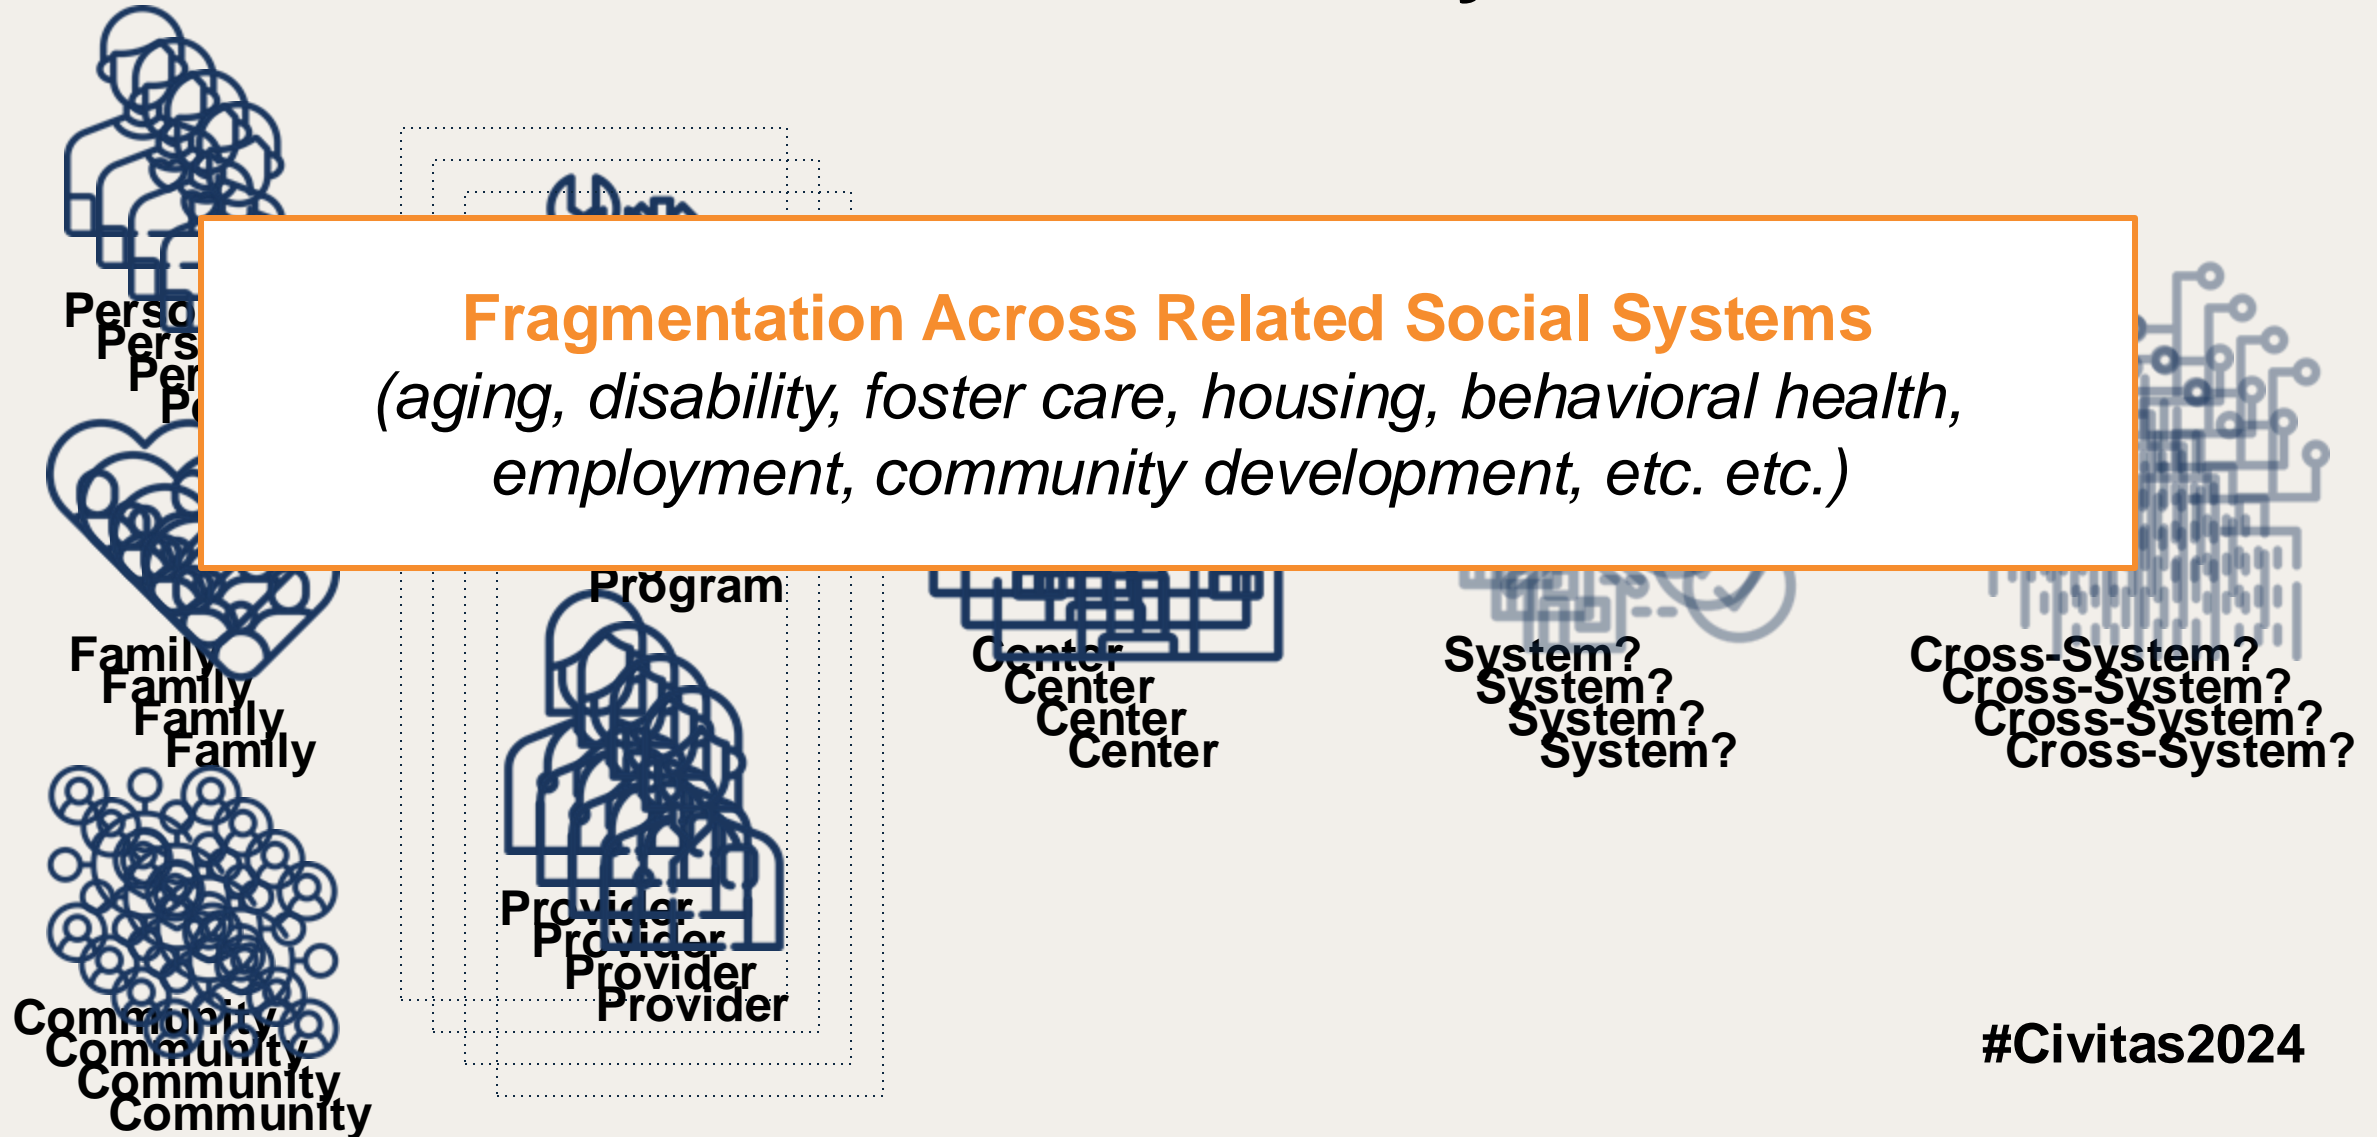 Fragmentation Across Related Social Systems
(aging, disability, foster care, housing, behavioral health,
employment, community development, etc. etc.)
Program
Family
Family
Family
Family
Center
Center
Center
Center
System?
System?
System?
System?
Cross-System?
Cross-System?
Cross-System?
Cross-System?
Provider
Provider
Provider
Provider
Community
Community
Community
Community
#Civitas2024